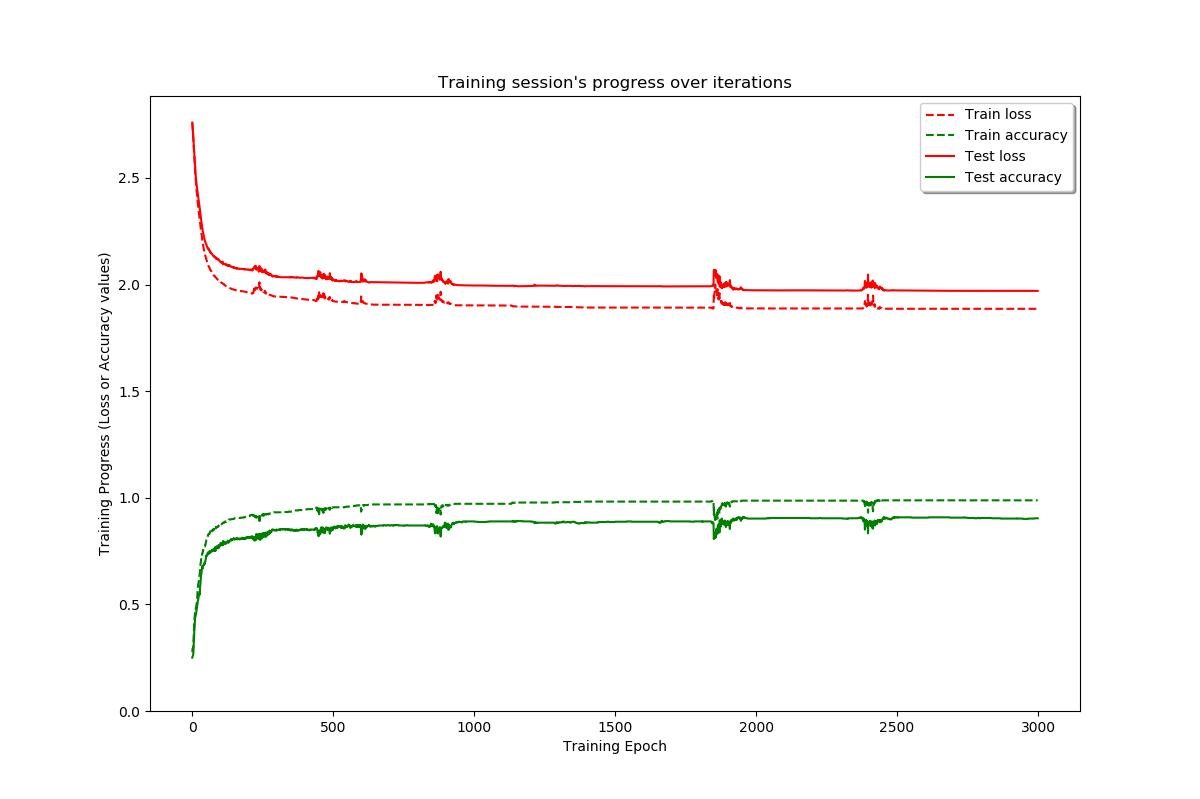 Training session's progress over iterations
Train loss
Train accuracy
Test loss
Test accuracy
Training Progress (Loss or Accuracy values)
2.5
2.0
1.5
1.0
0.5
0.0
0 500 1000 1500 2000 2500 3000
Training Epoch